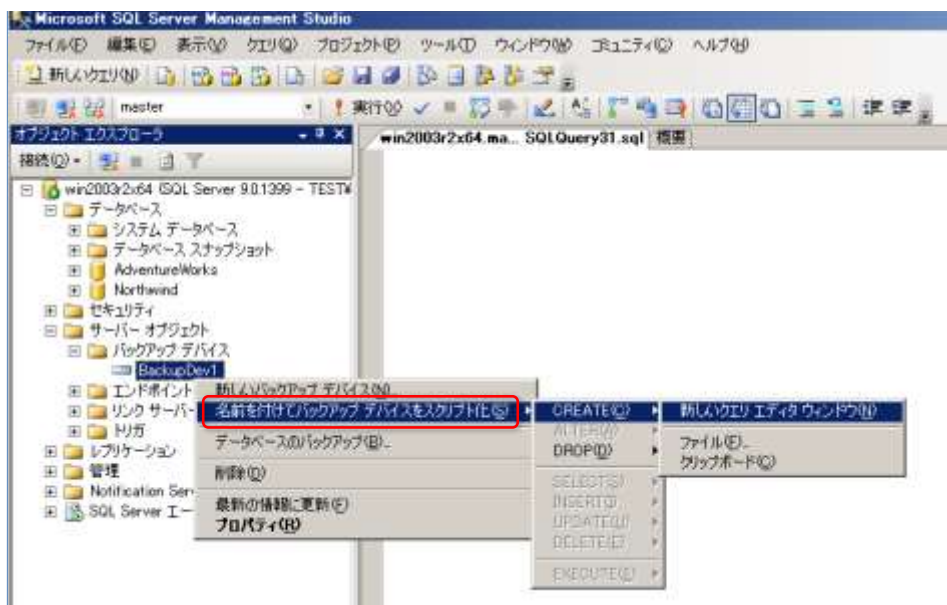 Microsoft SQL Server Management Studio
ファイル(F) 編集(E) 表示(V) クエリ(Q) プロジェクト(P) ツール(T) ウィンドウ(W) コミュニティ(C) ヘルプ(H)
新しいクエリ(N)
master 実行(X)
オブジェクト エクスプローラ
win2003r2x64.ma... SQLQuery31.sql 概要
接続(O)
win2003r2x64 (SQL Server 9.0.1399 - TEST¥
データベース
システム データベース
データベース スナップショット
AdventureWorks
Northwind
セキュリティ
サーバー オブジェクト
バックアップ デバイス
BackupDev1
エンドポイント
リンク サーバー
トリガ
レプリケーション
管理
Notification Ser
SQL Server エー
新しいバックアップ デバイス(N)...
名前を付けてバックアップ デバイスをスクリプト化(S)
データベースのバックアップ(B)...
削除(D)
最新の情報に更新(F)
プロパティ(R)
CREATE(C)
ALTER(A)
DROP(D)
SELECT(S)
INSERT(I)
UPDATE(U)
DELETE(E)
EXECUTE(E)
新しいクエリ エディタ ウィンドウ(N)
ファイル(F)...
クリップボード(C)